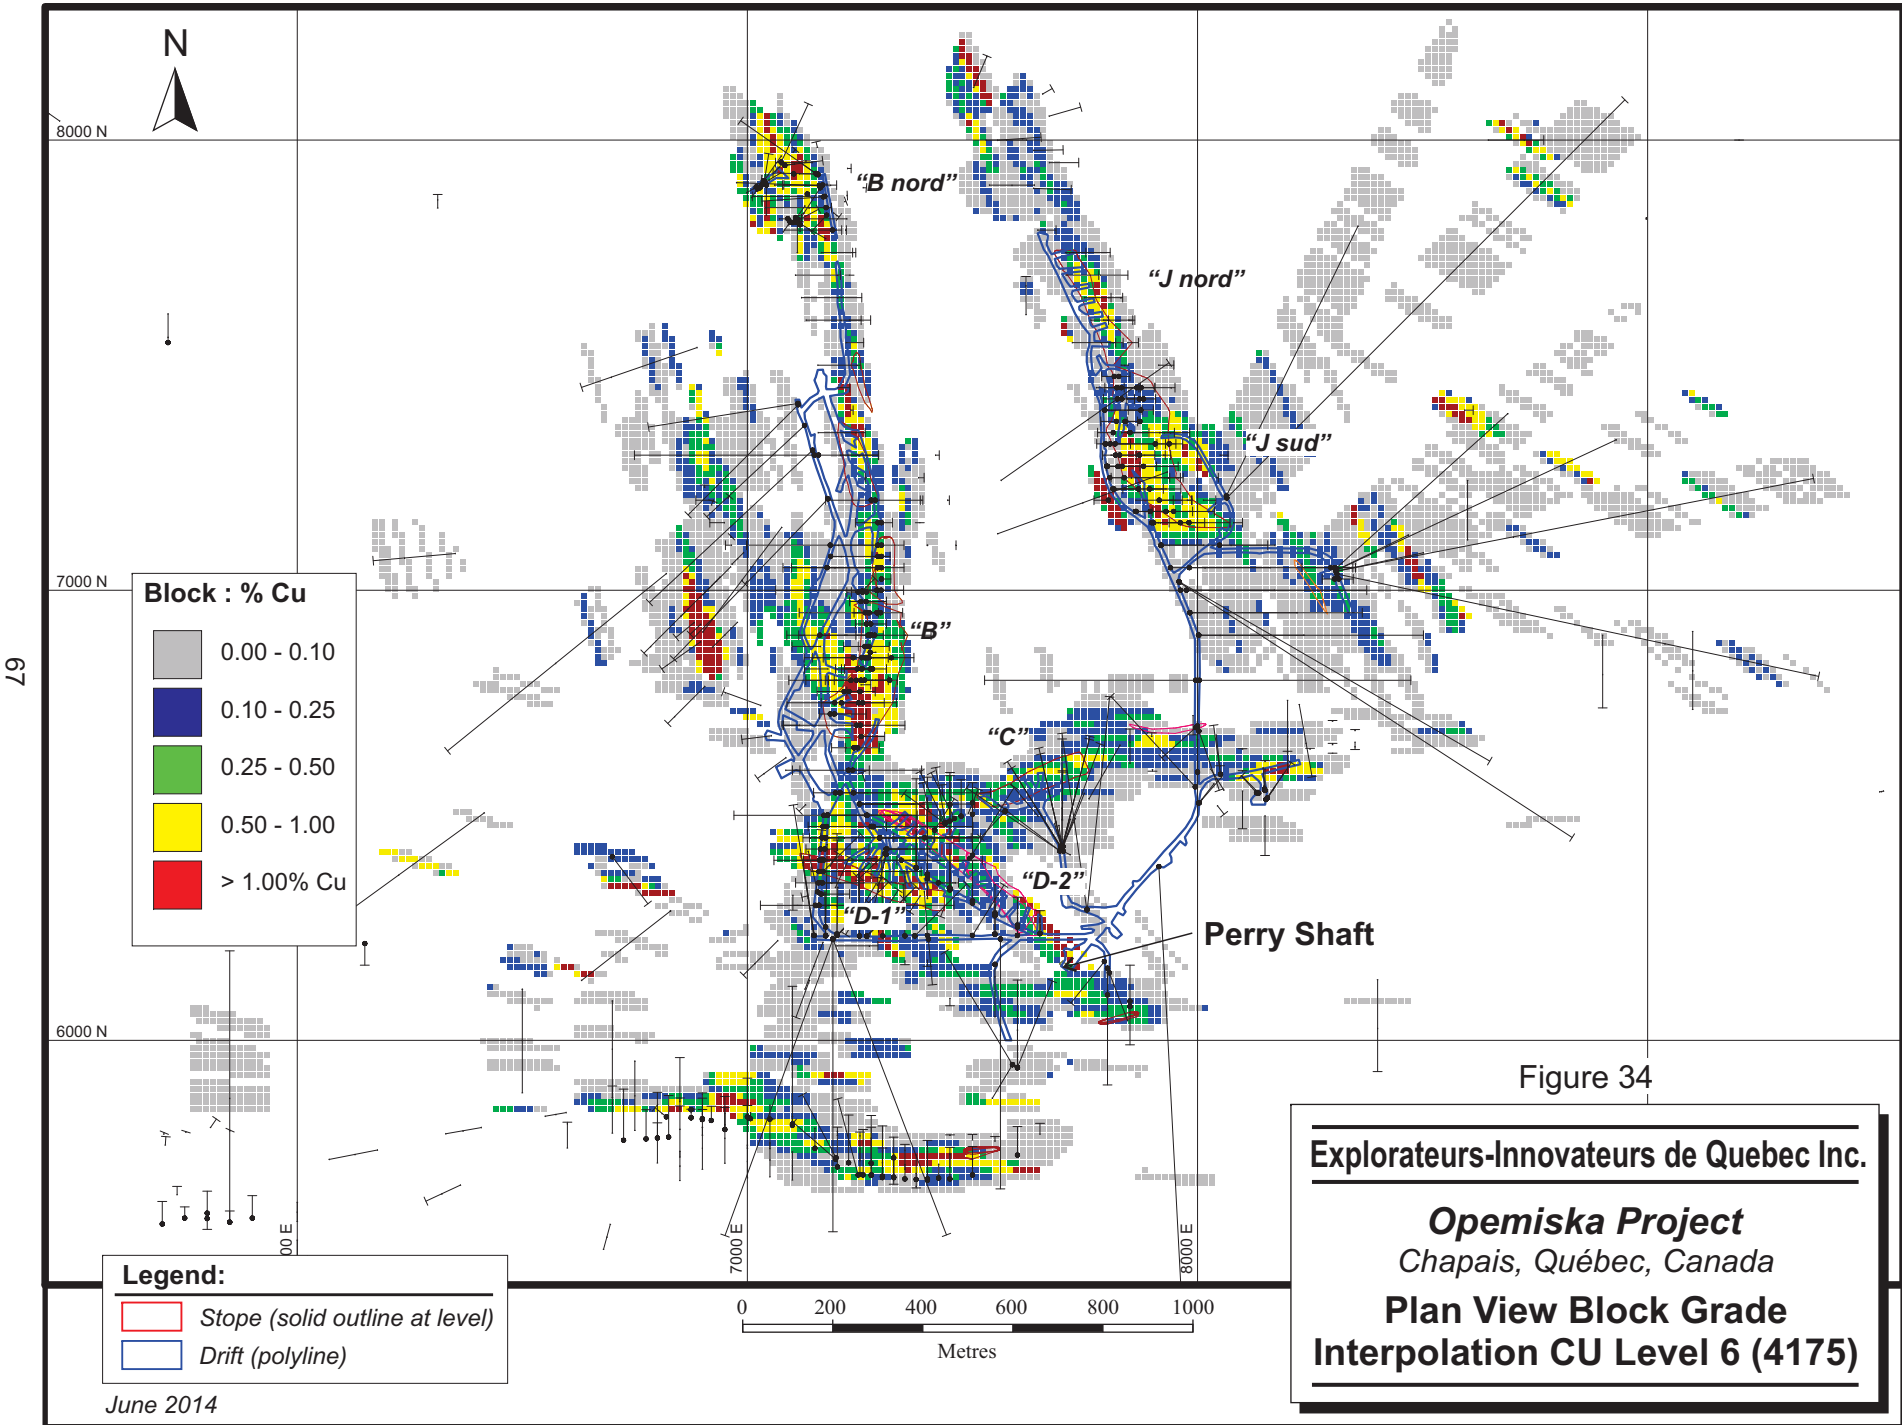 N
8000 N
"B nord"
"J nord"
"J sud"
7000 N
Block : % Cu
0.00 - 0.10
0.10 - 0.25
0.25 - 0.50
0.50 - 1.00
> 1.00% Cu
67
"B"
"C"
"D-2"
"D-1"
Perry Shaft
6000 N
Figure 34
00 E
7000 E
8000 E
Explorateurs-Innovateurs de Quebec Inc.
Opemiska Project
Chapais, Québec, Canada
Plan View Block Grade
Interpolation CU Level 6 (4175)
Legend:
Stope (solid outline at level)
Drift (polyline)
0 200 400 600 800 1000
Metres
June 2014